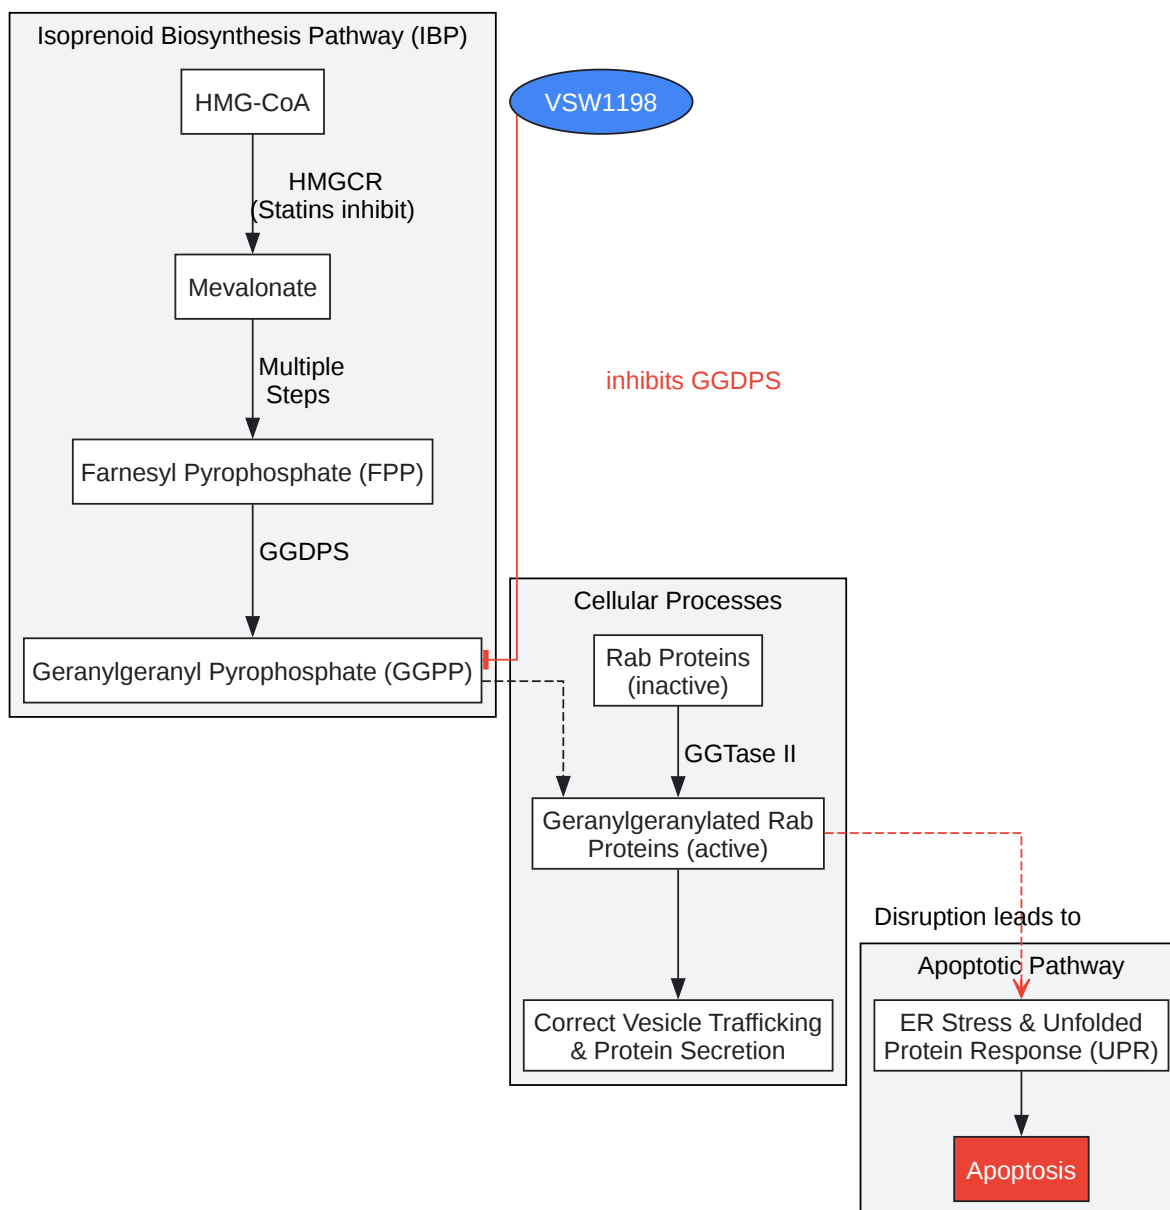 Isoprenoid Biosynthesis Pathway (IBP)
HMG-CoA
VSW1198
HMGCR
(Statins inhibit)
Mevalonate
Multiple
Steps
inhibits GGDPS
Farnesyl Pyrophosphate (FPP)
GGDPS
Geranylgeranyl Pyrophosphate (GGPP)
Cellular Processes
Rab Proteins
(inactive)
GGTase II
Geranylgeranylated Rab
Proteins (active)
Correct Vesicle Trafficking
& Protein Secretion
Disruption leads to
Apoptotic Pathway
ER Stress & Unfolded
Protein Response (UPR)
Apoptosis